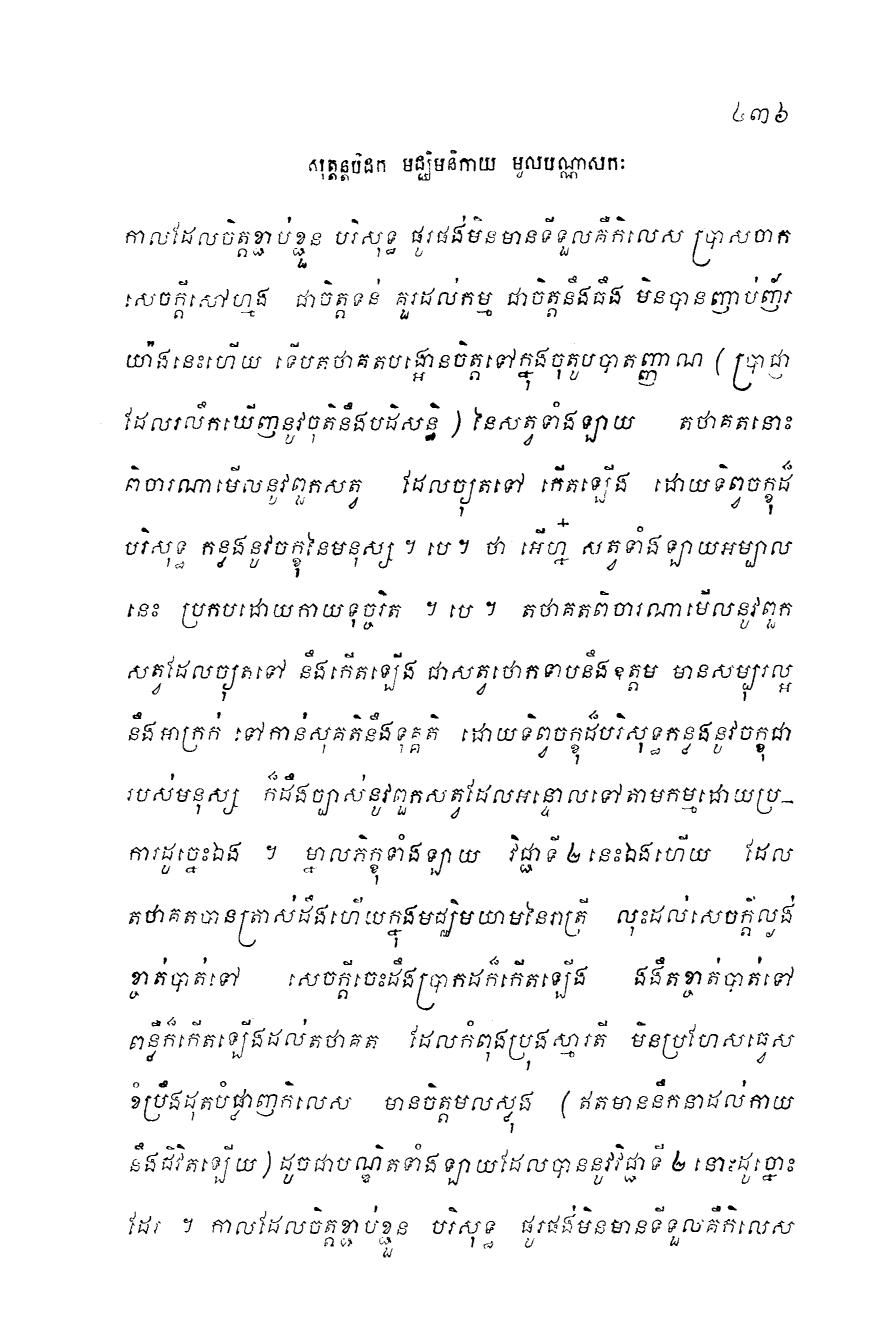 ៤៣៦
សុត្តន្តបិដក មជ្ឈិមនិកាយ មូលបណ្ណាសកៈ
កាលដែលចិត្តខ្ជាប់ខ្ជួន បរិសុទ្ធ ផូរផង់មិនមានទីទួលគឺកិលេស ប្រាសចាក
សេចក្តីសៅហ្មង ជាចិត្តទន់ គួរដល់កម្ម ជាចិត្តនឹងធឹង មិនបានញាប់ញ័រ
យ៉ាងនេះហើយ ទើបតថាគតបង្អោនចិត្តទៅក្នុងចុតូបបាតញ្ញាណ (ប្រាជ្ញា
ដែលរលឹកឃើញនូវចុតិនឹងបដិសន្ធិ) នៃសត្វទាំងឡាយ តថាគតនោះ
ពិចារណាមើលនូវពួកសត្វ ដែលច្យុតទៅ កើតឡើង ដោយទិព្វចក្ខុដ៏
បរិសុទ្ធ កន្លងនូវចក្ខុនៃមនុស្ស ។ បេ ។ ថា អើហ្ន៎ សត្វទាំងឡាយអម្បាល
នេះ ប្រកបដោយកាយទុច្ចរិត ។ បេ ។ តថាគតពិចារណាមើលនូវពួក
សត្វដែលច្យុតទៅ នឹងកើតឡើង ជាសត្វថោកទាបនឹងឧត្តម មានសម្បុរល្អ
នឹងអាក្រក់ ទៅកាន់សុគតិនឹងទុគ្គតិ ដោយទិព្វចក្ខុដ៏បរិសុទ្ធកន្លងនូវចក្ខុជា
របស់មនុស្ស ក៏ដឹងច្បាស់នូវពួកសត្វដែលអន្ទោលទៅតាមកម្មដោយប្រ-
ការដូច្នេះឯង ។ ម្នាលភិក្ខុទាំងឡាយ វិជ្ជាទី ២ នេះឯងហើយ ដែល
តថាគតបានត្រាស់ដឹងហើយក្នុងមជ្ឈិមយាមនៃរាត្រី លុះដល់សេចក្តីល្ងង់
ខ្ចាត់បាត់ទៅ សេចក្តីចេះដឹងប្រាកដក៏កើតឡើង ងងឹតខ្ចាត់បាត់ទៅ
ពន្លឺក៏កើតឡើងដល់តថាគត ដែលកំពុងប្រុងស្មារតី មិនប្រហែសធ្វេស
ខំប្រឹងដុតបំផ្លាញកិលេស មានចិត្តមលស្លុង (ឥតមាននឹកនាដល់កាយ
នឹងជីវិតឡើយ) ដូចជាបណ្ឌិតទាំងឡាយដែលបាននូវវិជ្ជាទី ២ នោះដូច្នោះ
ដែរ ។ កាលដែលចិត្តខ្ជាប់ខ្ជួន បរិសុទ្ធ ផូរផង់មិនមានទីទួលគឺកិលេស